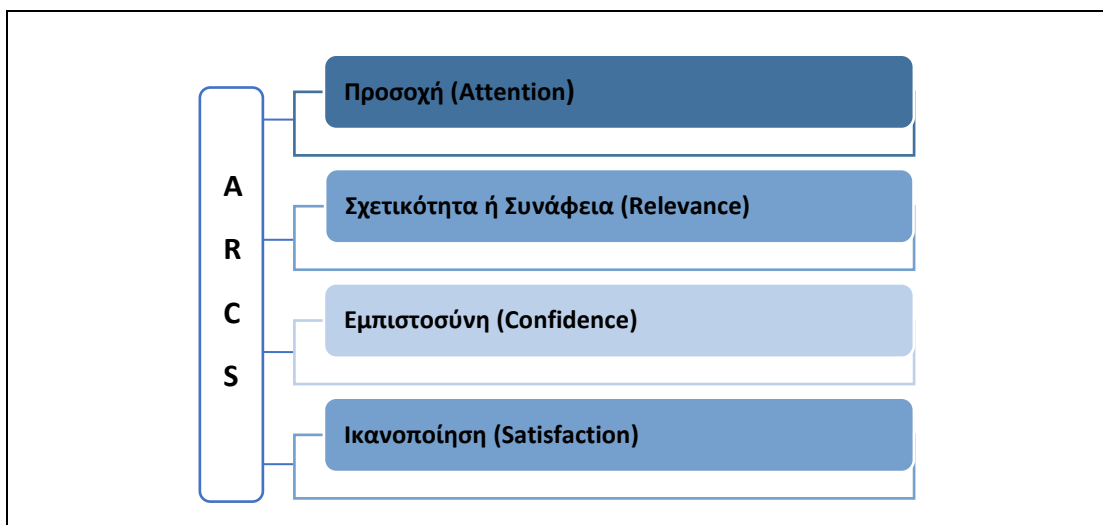 A
R
C
S
Προσοχή (Attention)
Σχετικότητα ή Συνάφεια (Relevance)
Εμπιστοσύνη (Confidence)
Ικανοποίηση (Satisfaction)